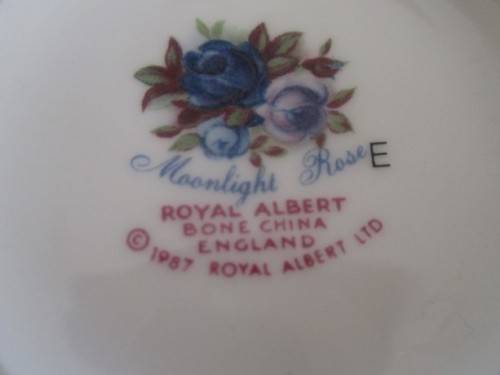 Moonlight Rose E
ROYAL ALBERT
BONE CHINA
ENGLAND
© 1987 ROYAL ALBERT LTD